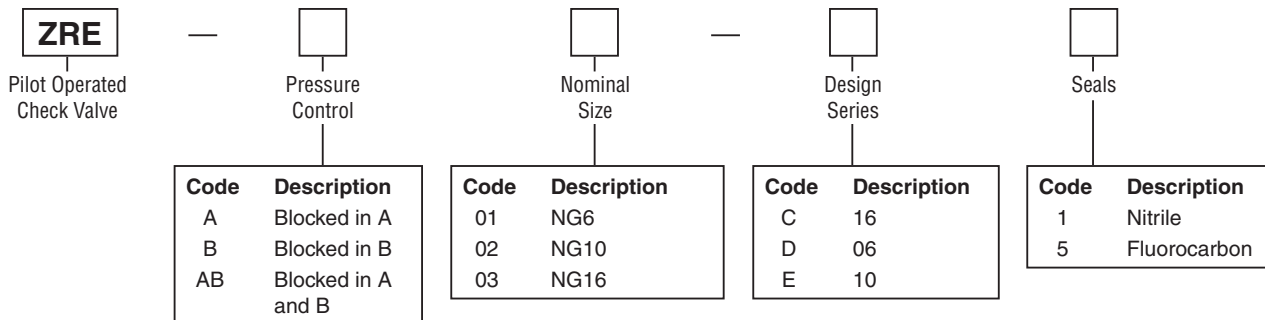 ZRE — —
Pilot Operated
Check Valve
Pressure
Control
Nominal
Size
Design
Series
Seals
Code Description
A Blocked in A
B Blocked in B
AB Blocked in A
and B
Code Description
01 NG6
02 NG10
03 NG16
Code Description
C 16
D 06
E 10
Code Description
1 Nitrile
5 Fluorocarbon